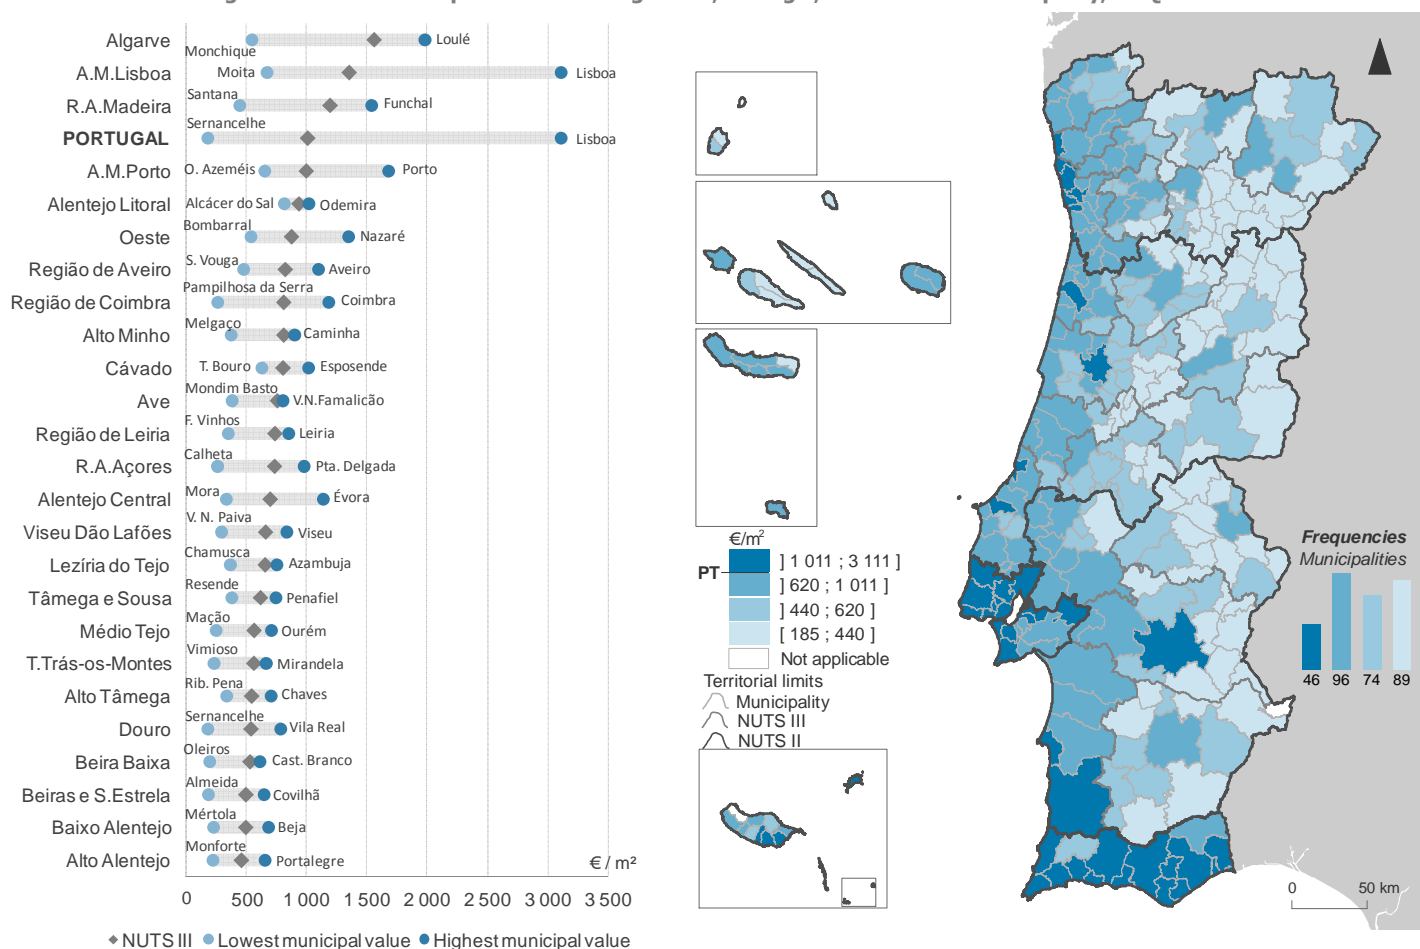 Algarve
Monchique
Loulé
A.M.Lisboa
Moita
Lisboa
R.A.Madeira
Santana
Funchal
PORTUGAL
Sernancelhe
Lisboa
A.M.Porto
O. Azeméis
Porto
Alentejo Litoral
Alcácer do Sal
Odemira
Oeste
Bombarral
Nazaré
Região de Aveiro
S. Vouga
Aveiro
Região de Coimbra
Pampilhosa da Serra
Coimbra
Alto Minho
Melgaço
Caminha
Cávado
T. Bouro
Esposende
Ave
Mondim Basto
V.N.Famalicão
Região de Leiria
F. Vinhos
Leiria
R.A.Açores
Calheta
Pta. Delgada
Alentejo Central
Mora
Évora
Viseu Dão Lafões
V. N. Paiva
Viseu
Lezíria do Tejo
Chamusca
Azambuja
Tâmega e Sousa
Resende
Penafiel
Médio Tejo
Mação
Ourém
T.Trás-os-Montes
Vimioso
Mirandela
Alto Tâmega
Rib. Pena
Chaves
Douro
Sernancelhe
Vila Real
Beira Baixa
Oleiros
Cast. Branco
Beiras e S.Estrela
Almeida
Covilhã
Baixo Alentejo
Mértola
Beja
Alto Alentejo
Monforte
Portalegre
€ / m²
0 500 1 000 1 500 2 000 2 500 3 000 3 500
NUTS III Lowest municipal value Highest municipal value
€/m²
PT
] 1 011 ; 3 111 ]
] 620 ; 1 011 ]
] 440 ; 620 ]
[ 185 ; 440 ]
Not applicable
Territorial limits
Municipality
NUTS III
NUTS II
Frequencies
Municipalities
46 96 74 89
0 50 km